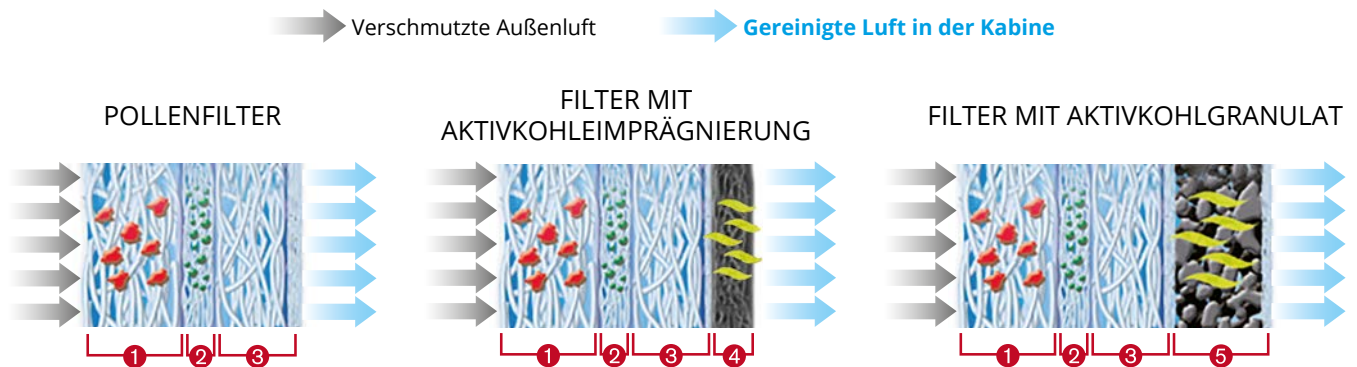 Verschmutzte Außenluft
Gereinigte Luft in der Kabine
POLLENFILTER
FILTER MIT
AKTIVKOHLEIMPRÄGNIERUNG
FILTER MIT AKTIVKOHLGRANULAT
1 2 3
1 2 3 4
1 2 3 5